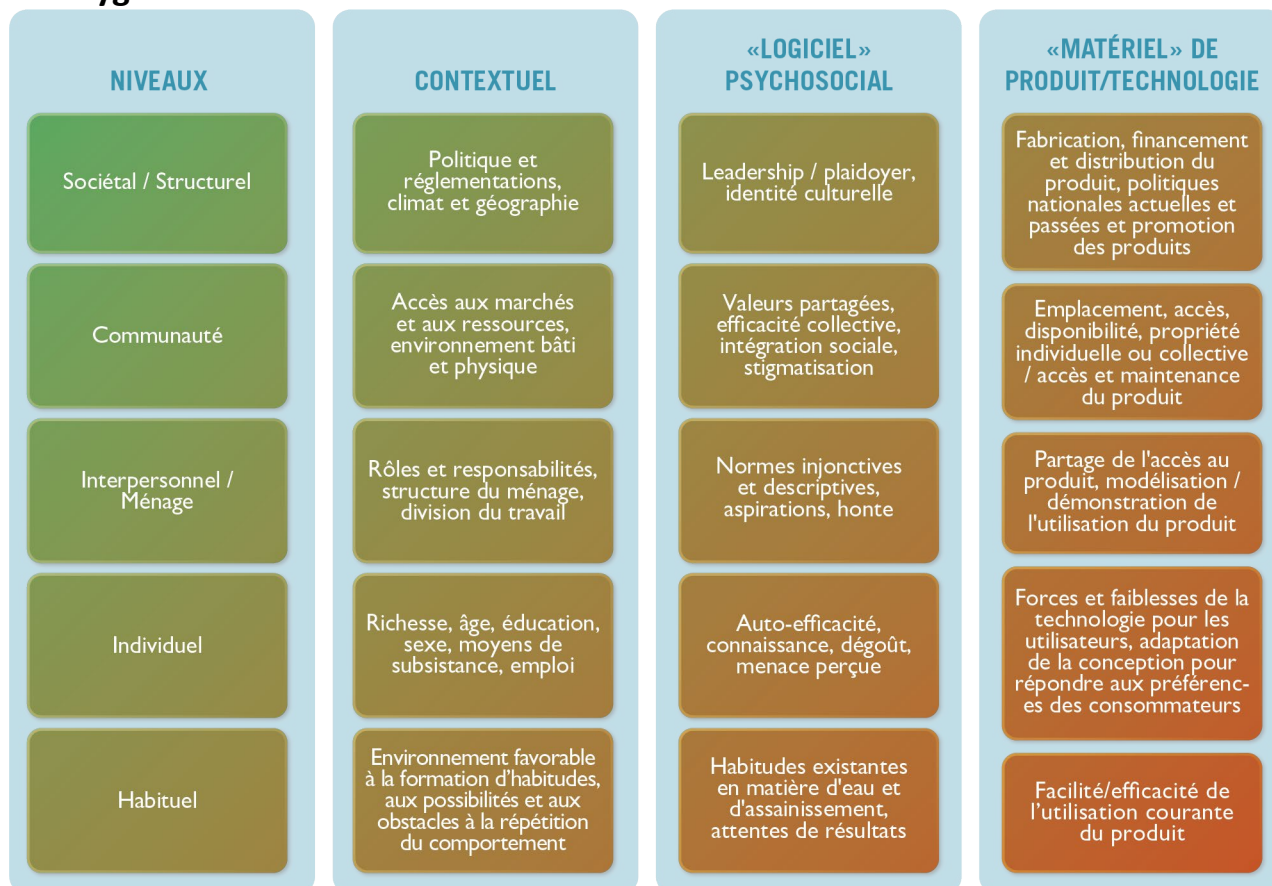 NIVEAUX
Sociétal / Structurel
Communauté
Interpersonnel /
Ménage
Individuel
Habituel
CONTEXTUEL
Politique et
réglementations,
climat et géographie
Accès aux marchés
et aux ressources,
environnement bâti
et physique
Rôles et responsabilités,
structure du ménage,
division du travail
Richesse, âge, éducation,
sexe, moyens de
subsistance, emploi
Environnement favorable
à la formation d’habitudes,
aux possibilités et aux
obstacles à la répétition
du comportement
«LOGICIEL»
PSYCHOSOCIAL
Leadership / plaidoyer,
identité culturelle
Valeurs partagées,
efficacité collective,
intégration sociale,
stigmatisation
Normes injonctives
et descriptives,
aspirations, honte
Auto-efficacité,
connaissance, dégoût,
menace perçue
Habitudes existantes
en matière d'eau et
d'assainissement,
attentes de résultats
«MATÉRIEL» DE
PRODUIT/TECHNOLOGIE
Fabrication, financement
et distribution du
produit, politiques
nationales actuelles et
passées et promotion
des produits
Emplacement, accès,
disponibilité, propriété
individuelle ou collective
/ accès et maintenance
du produit
Partage de l'accès au
produit, modélisation /
démonstration de
l'utilisation du produit
Forces et faiblesses de la
technologie pour les
utilisateurs, adaptation
de la conception pour
répondre aux préférenc-
es des consommateurs
Facilité/efficacité de
l’utilisation courante
du produit